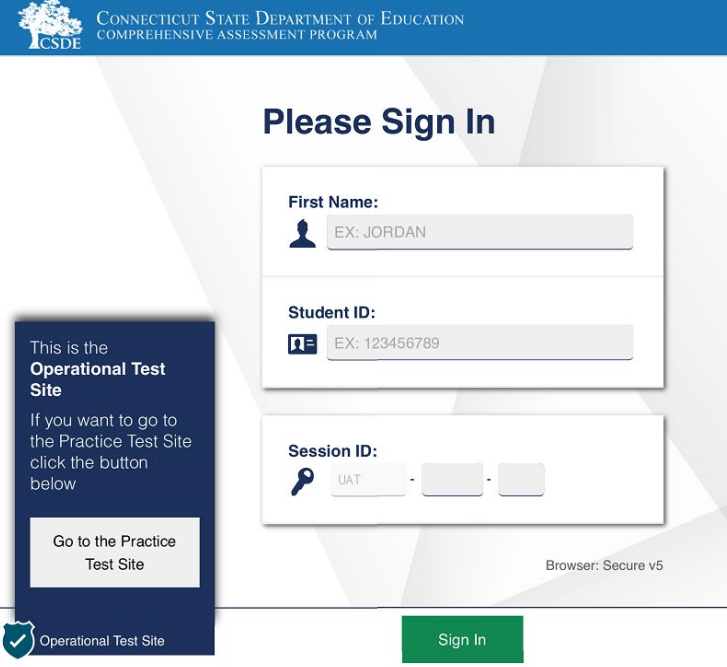 CSDE
CONNECTICUT STATE DEPARTMENT OF EDUCATION
COMPREHENSIVE ASSESSMENT PROGRAM
Please Sign In
First Name:
EX: JORDAN
Student ID:
EX: 123456789
This is the
Operational Test
Site
If you want to go to
the Practice Test Site
click the button
below
Go to the Practice
Test Site
Session ID:
UAT - -
Browser: Secure v5
Operational Test Site
Sign In